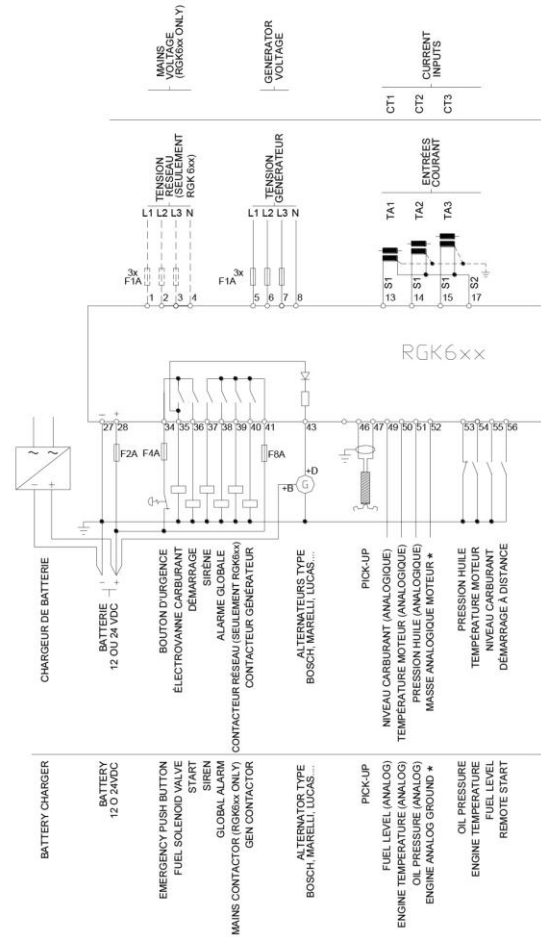 BATTERY CHARGER
BATTERY
12 O 24VDC
EMERGENCY PUSH BUTTON
FUEL SOLENOID VALVE
START
SIREN
GLOBAL ALARM
MAINS CONTACTOR (RGK6xx ONLY)
GEN CONTACTOR
ALTERNATOR TYPE
BOSCH, MARELLI, LUCAS....
PICK-UP
FUEL LEVEL (ANALOG)
ENGINE TEMPERATURE (ANALOG)
OIL PRESSURE (ANALOG)
ENGINE ANALOG GROUND *
OIL PRESSURE
ENGINE TEMPERATURE
FUEL LEVEL
REMOTE START
CHARGEUR DE BATTERIE
BATTERIE
12 OU 24 VDC
BOUTON D'URGENCE
ÉLECTROVANNE CARBURANT
DÉMARRAGE
SIRÈNE
ALARME GLOBALE
CONTACTEUR RÉSEAU (SEULEMENT RGK6xx)
CONTACTEUR GÉNÉRATEUR
ALTERNATEURS TYPE
BOSCH, MARELLI, LUCAS....
PICK-UP
NIVEAU CARBURANT (ANALOGIQUE)
TEMPÉRATURE MOTEUR (ANALOGIQUE)
PRESSION HUILE (ANALOGIQUE)
MASSE ANALOGIQUE MOTEUR *
PRESSION HUILE
TEMPÉRATURE MOTEUR
NIVEAU CARBURANT
DÉMARRAGE À DISTANCE
~ ~
- +
- +
F2A
F4A
F8A
+B
+D
G
- +
27 28 34 35 36 37 38 39 40 41 43 46 47 49 50 51 52 53 54 55 56
RGK6xx
1 2 3 4 5 6 7 8 13 14 15 17
3x
F1A
3x
F1A
S1 S1 S1 S2
L1 L2 L3 N
L1 L2 L3 N
TA1
TA2
TA3
TENSION
RÉSEAU
(SEULEMENT
RGK 6xx)
TENSION
GÉNÉRATEUR
ENTRÉES
COURANT
CT1
CT2
CT3
MAINS
VOLTAGE
(RGK6xx ONLY)
GENERATOR
VOLTAGE
CURRENT
INPUTS